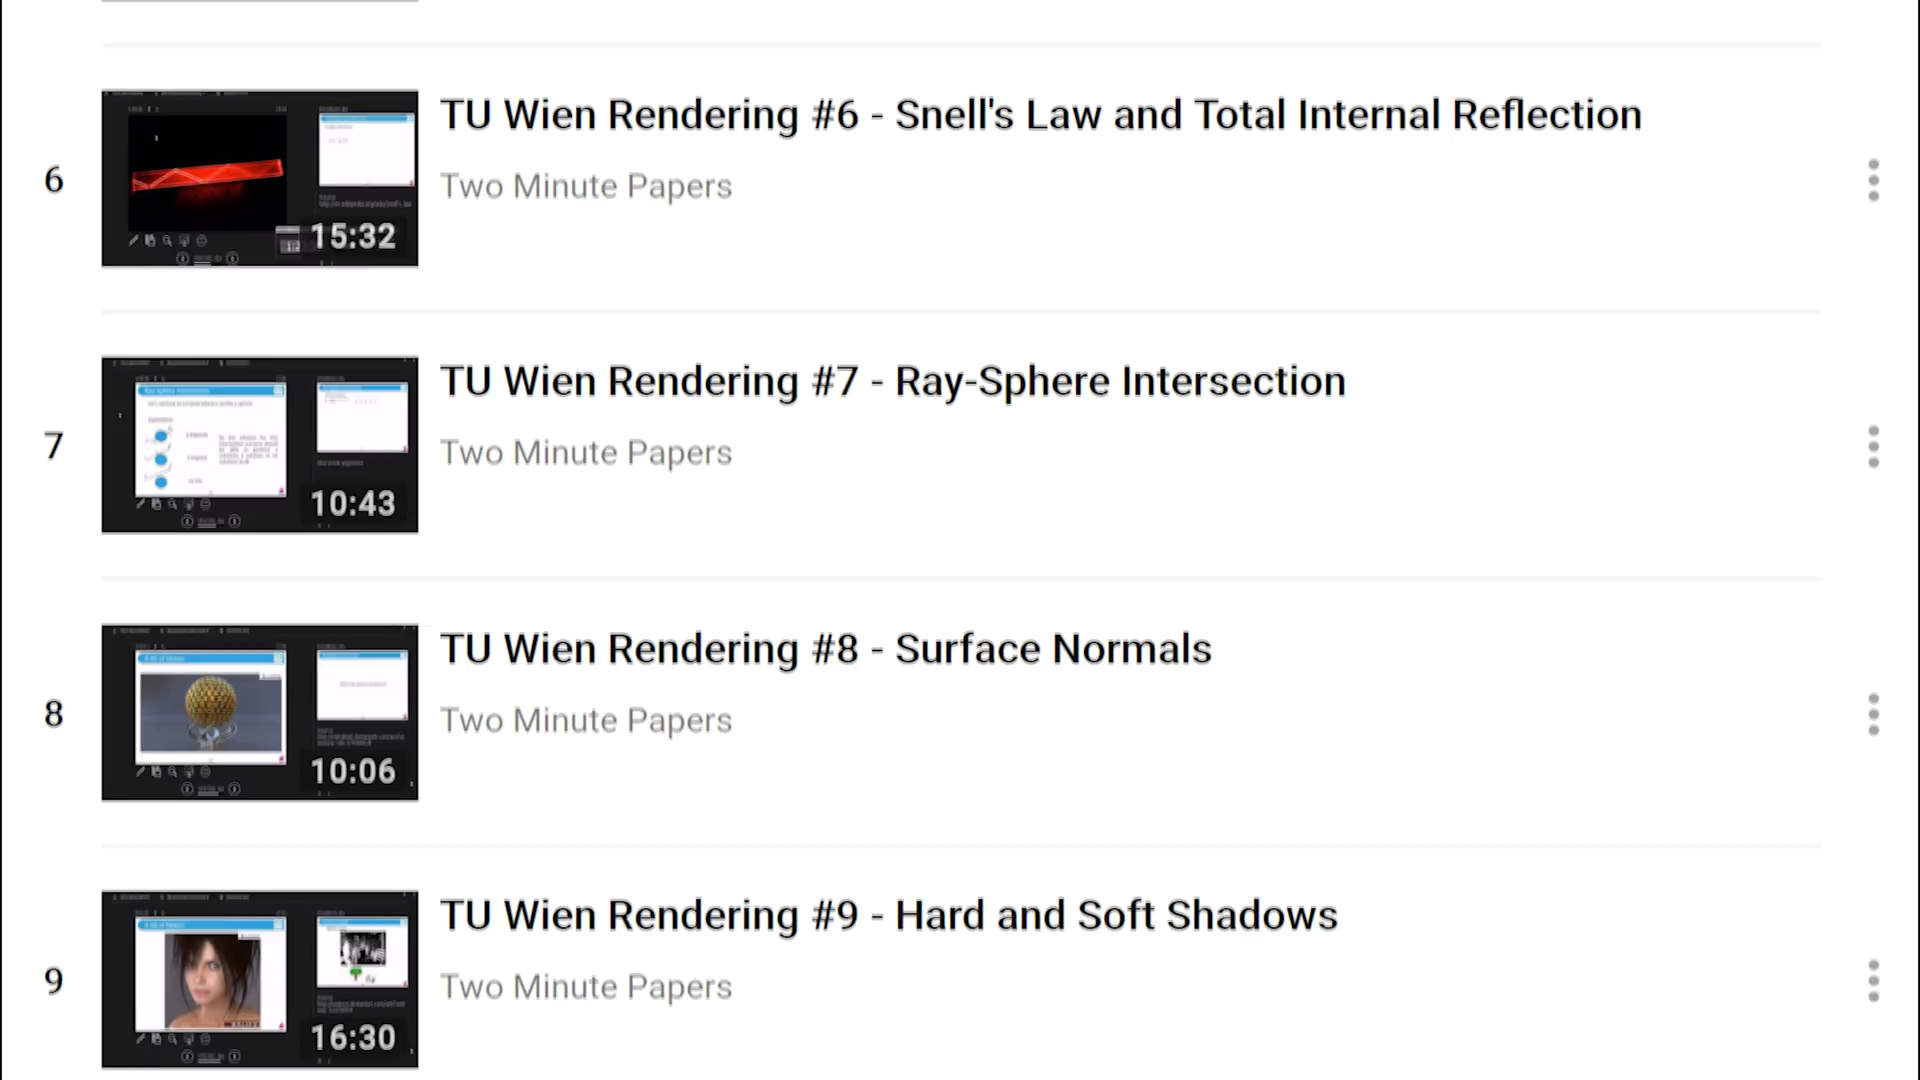 6
15:32
TU Wien Rendering #6 - Snell's Law and Total Internal Reflection
Two Minute Papers
7
10:43
TU Wien Rendering #7 - Ray-Sphere Intersection
Two Minute Papers
8
10:06
TU Wien Rendering #8 - Surface Normals
Two Minute Papers
9
16:30
TU Wien Rendering #9 - Hard and Soft Shadows
Two Minute Papers